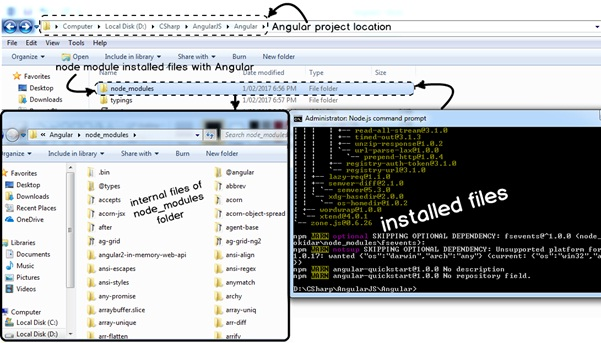 Computer ▸ Local Disk (D:) ▸ CSharp ▸ AngularJS ▸ Angular ▸
Angular project location
File Edit View Tools Help
Organize ▾ Open Include in library ▾ Share with ▾ Burn New folder
node module installed files with Angular
Favorites
Name Date modified Type Size
Desktop
node_modules 1/02/2017 6:56 PM File folder
Downloads
typings 1/02/2017 6:57 PM File folder
« Angular ▸ node_modules ▸
Search node_modules
Organize ▾ Include in library ▾ Share with ▾ Burn New folder
Favorites
Desktop
Downloads
Recent Places
OneDrive
Libraries
Documents
Music
Pictures
Videos
Computer
Local Disk (C:)
Local Disk (D:)
.bin
@types
accepts
acorn-jsx
after
ag-grid
angular2-in-memory-web-api
ansi-escapes
ansi-styles
any-promise
arraybuffer.slice
array-unique
arr-flatten
@angular
abbrev
acorn
acorn-object-spread
agent-base
ag-grid-ng2
ansi-align
ansi-regex
anymatch
archy
array-uniq
arr-diff
arrify
internal files of
node_modules
folder
Administrator: Node.js command prompt
+-- read-all-stream@3.1.0
+-- timed-out@3.1.3
+-- unzip-response@1.0.2
`-- url-parse-lax@1.0.0
`-- prepend-http@1.0.4
+-- registry-auth-token@3.1.0
`-- registry-url@3.1.0
+-- lazy-req@1.1.0
+-- semver-diff@2.1.0
`-- semver@5.3.0
`-- xdg-basedir@2.0.0
`-- os-homedir@1.0.2
+-- wordwrap@1.0.0
`-- xtend@4.0.1
`-- zone.js@0.6.26
installed files
npm WARN optional SKIPPING OPTIONAL DEPENDENCY: fsevents@^1.0.0 (node_
okidar\node_modules\fsevents):
npm WARN notsup SKIPPING OPTIONAL DEPENDENCY: Unsupported platform for
1.0.17: wanted {"os":"darwin","arch":"any"} (current: {"os":"win32","a
})
npm WARN angular-quickstart@1.0.0 No description
npm WARN angular-quickstart@1.0.0 No repository field.
D:\CSharp\AngularJS\Angular>